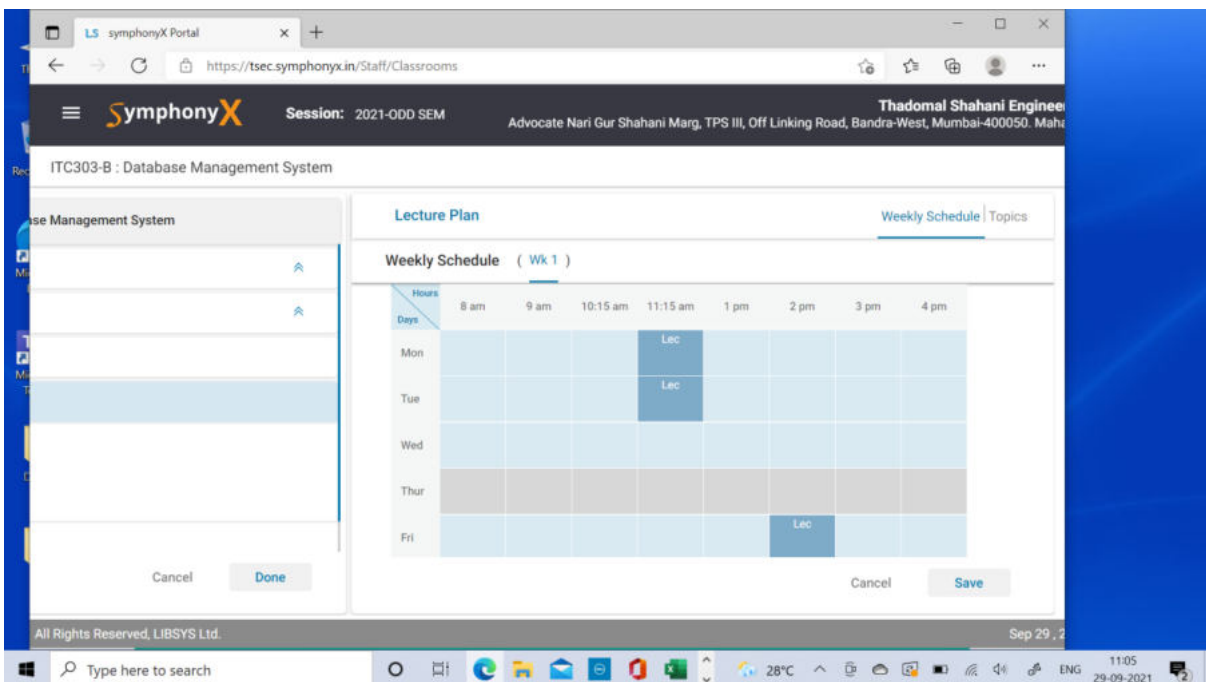 LS symphonyX Portal
https://tsec.symphonyx.in/Staff/Classrooms
SymphonyX Session: 2021-ODD SEM
Thadomal Shahani Enginee
Advocate Nari Gur Shahani Marg, TPS III, Off Linking Road, Bandra-West, Mumbai-400050. Maha
ITC303-B : Database Management System
se Management System
Lecture Plan
Weekly Schedule Topics
Weekly Schedule ( Wk 1 )
Hours
Days
8 am 9 am 10:15 am 11:15 am 1 pm 2 pm 3 pm 4 pm
Mon Lec
Tue Lec
Wed
Thur
Fri Lec
Cancel Done
Cancel Save
All Rights Reserved, LIBSYS Ltd.
Sep 29 , 2
Type here to search
28°C
ENG
11:05
29-09-2021
2